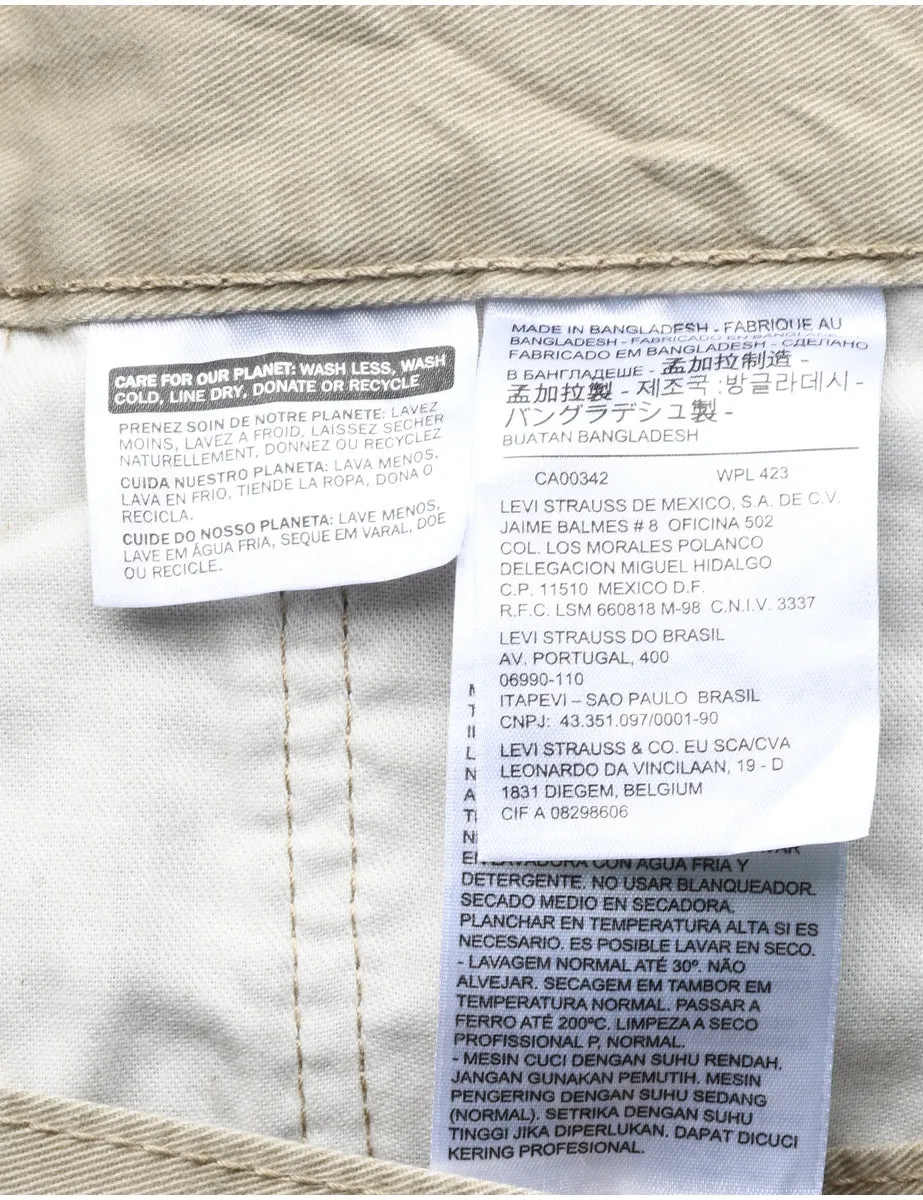 CARE FOR OUR PLANET: WASH LESS, WASH
COLD, LINE DRY, DONATE OR RECYCLE
PRENEZ SOIN DE NOTRE PLANETE: LAVEZ
MOINS, LAVEZ A FROID, LAISSEZ SECHER
NATURELLEMENT, DONNEZ OU RECYCLEZ
CUIDA NUESTRO PLANETA: LAVA MENOS,
LAVA EN FRIO, TIENDE LA ROPA, DONA O
RECICLA.
CUIDE DO NOSSO PLANETA: LAVE MENOS,
LAVE EM ÁGUA FRIA, SEQUE EM VARAL, DOE
OU RECICLE.
MADE IN BANGLADESH - FABRIQUE AU
BANGLADESH - FABRICADO EN BANGLADESH -
FABRICADO EM BANGLADESH - СДЕЛАНО
В БАНГЛАДЕШЕ - 孟加拉制造 -
孟加拉製 - 제조국 :방글라데시 -
バングラデシュ製 -
BUATAN BANGLADESH
CA00342 WPL 423
LEVI STRAUSS DE MEXICO, S.A. DE C.V.
JAIME BALMES # 8 OFICINA 502
COL. LOS MORALES POLANCO
DELEGACION MIGUEL HIDALGO
C.P. 11510 MEXICO D.F.
R.F.C. LSM 660818 M-98 C.N.I.V. 3337
LEVI STRAUSS DO BRASIL
AV. PORTUGAL, 400
06990-110
ITAPEVI – SAO PAULO BRASIL
CNPJ: 43.351.097/0001-90
LEVI STRAUSS & CO. EU SCA/CVA
LEONARDO DA VINCILAAN, 19 - D
1831 DIEGEM, BELGIUM
CIF A 08298606
EN LAVADORA CON AGUA FRIA Y
DETERGENTE. NO USAR BLANQUEADOR.
SECADO MEDIO EN SECADORA.
PLANCHAR EN TEMPERATURA ALTA SI ES
NECESARIO. ES POSIBLE LAVAR EN SECO.
- LAVAGEM NORMAL ATÉ 30º. NÃO
ALVEJAR. SECAGEM EM TAMBOR EM
TEMPERATURA NORMAL. PASSAR A
FERRO ATÉ 200ºC. LIMPEZA A SECO
PROFISSIONAL P, NORMAL.
- MESIN CUCI DENGAN SUHU RENDAH,
JANGAN GUNAKAN PEMUTIH. MESIN
PENGERING DENGAN SUHU SEDANG
(NORMAL). SETRIKA DENGAN SUHU
TINGGI JIKA DIPERLUKAN. DAPAT DICUCI
KERING PROFESIONAL.